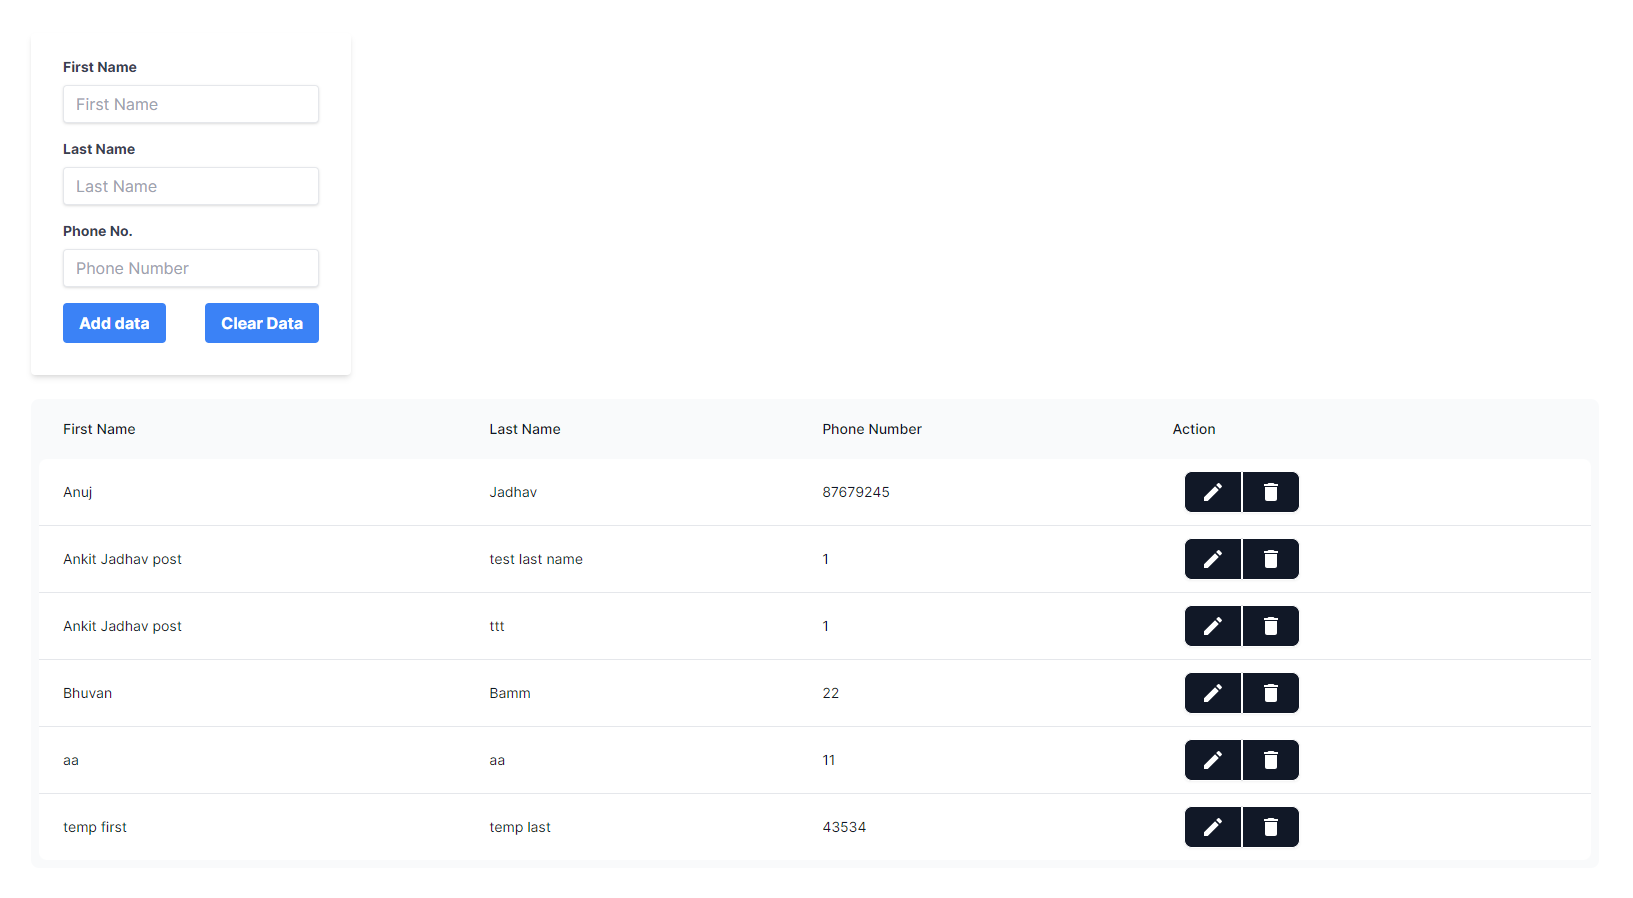 First Name
First Name
Last Name
Last Name
Phone No.
Phone Number
Add data Clear Data
First Name Last Name Phone Number Action
Anuj Jadhav 87679245
Ankit Jadhav post test last name 1
Ankit Jadhav post ttt 1
Bhuvan Bamm 22
aa aa 11
temp first temp last 43534